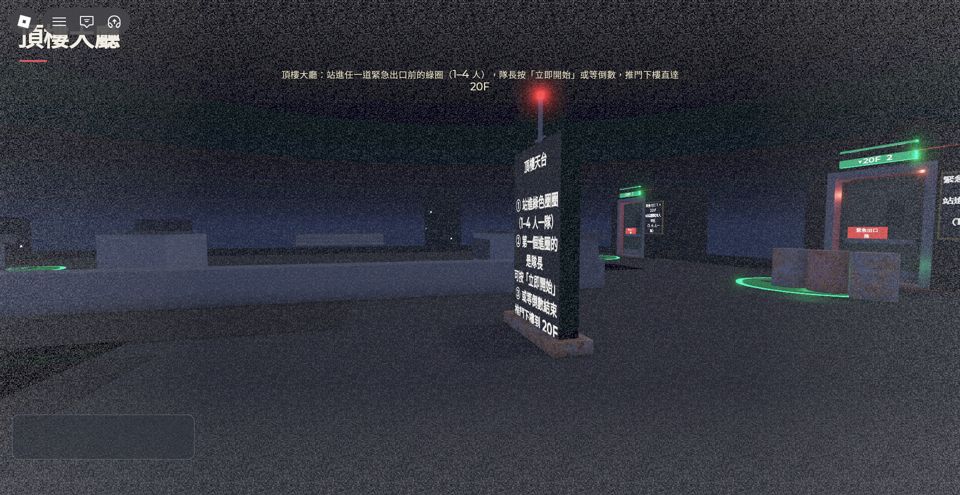 頂樓大廳
頂樓大廳：站進任一道緊急出口前的綠圈（1–4 人），隊長按「立即開始」或等倒數，推門下樓直達
20F
頂樓天台
① 站進綠色圈圈
（1–4 人一隊）
② 第一個進圈的
是隊長
可按「立即開始」
③ 或等倒數結束
推門下樓到 20F
20F 2
緊急出口